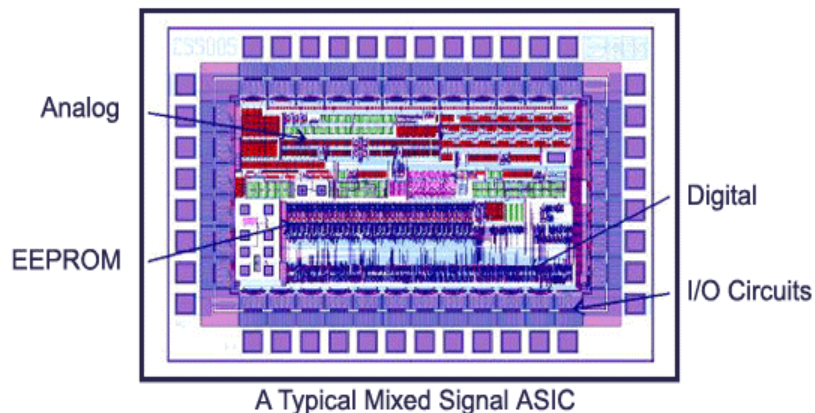 Analog
Digital
EEPROM
I/O Circuits
A Typical Mixed Signal ASIC